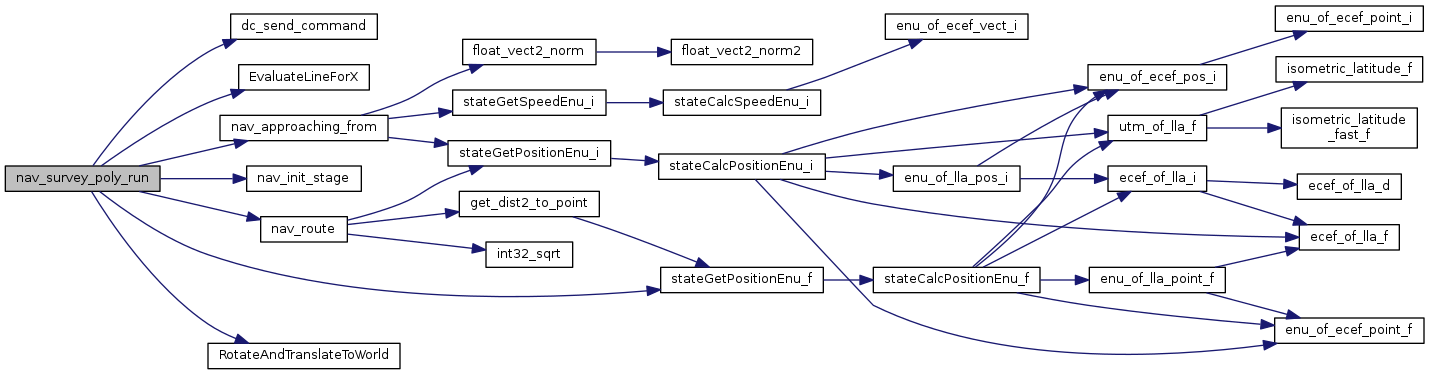 nav_survey_poly_run
dc_send_command
EvaluateLineForX
nav_approaching_from
nav_init_stage
nav_route
RotateAndTranslateToWorld
float_vect2_norm
stateGetSpeedEnu_i
stateGetPositionEnu_i
get_dist2_to_point
int32_sqrt
float_vect2_norm2
stateCalcSpeedEnu_i
stateCalcPositionEnu_i
stateGetPositionEnu_f
enu_of_ecef_vect_i
enu_of_lla_pos_i
stateCalcPositionEnu_f
enu_of_ecef_pos_i
utm_of_lla_f
ecef_of_lla_i
enu_of_lla_point_f
enu_of_ecef_point_i
isometric_latitude_f
isometric_latitude
_fast_f
ecef_of_lla_d
ecef_of_lla_f
enu_of_ecef_point_f